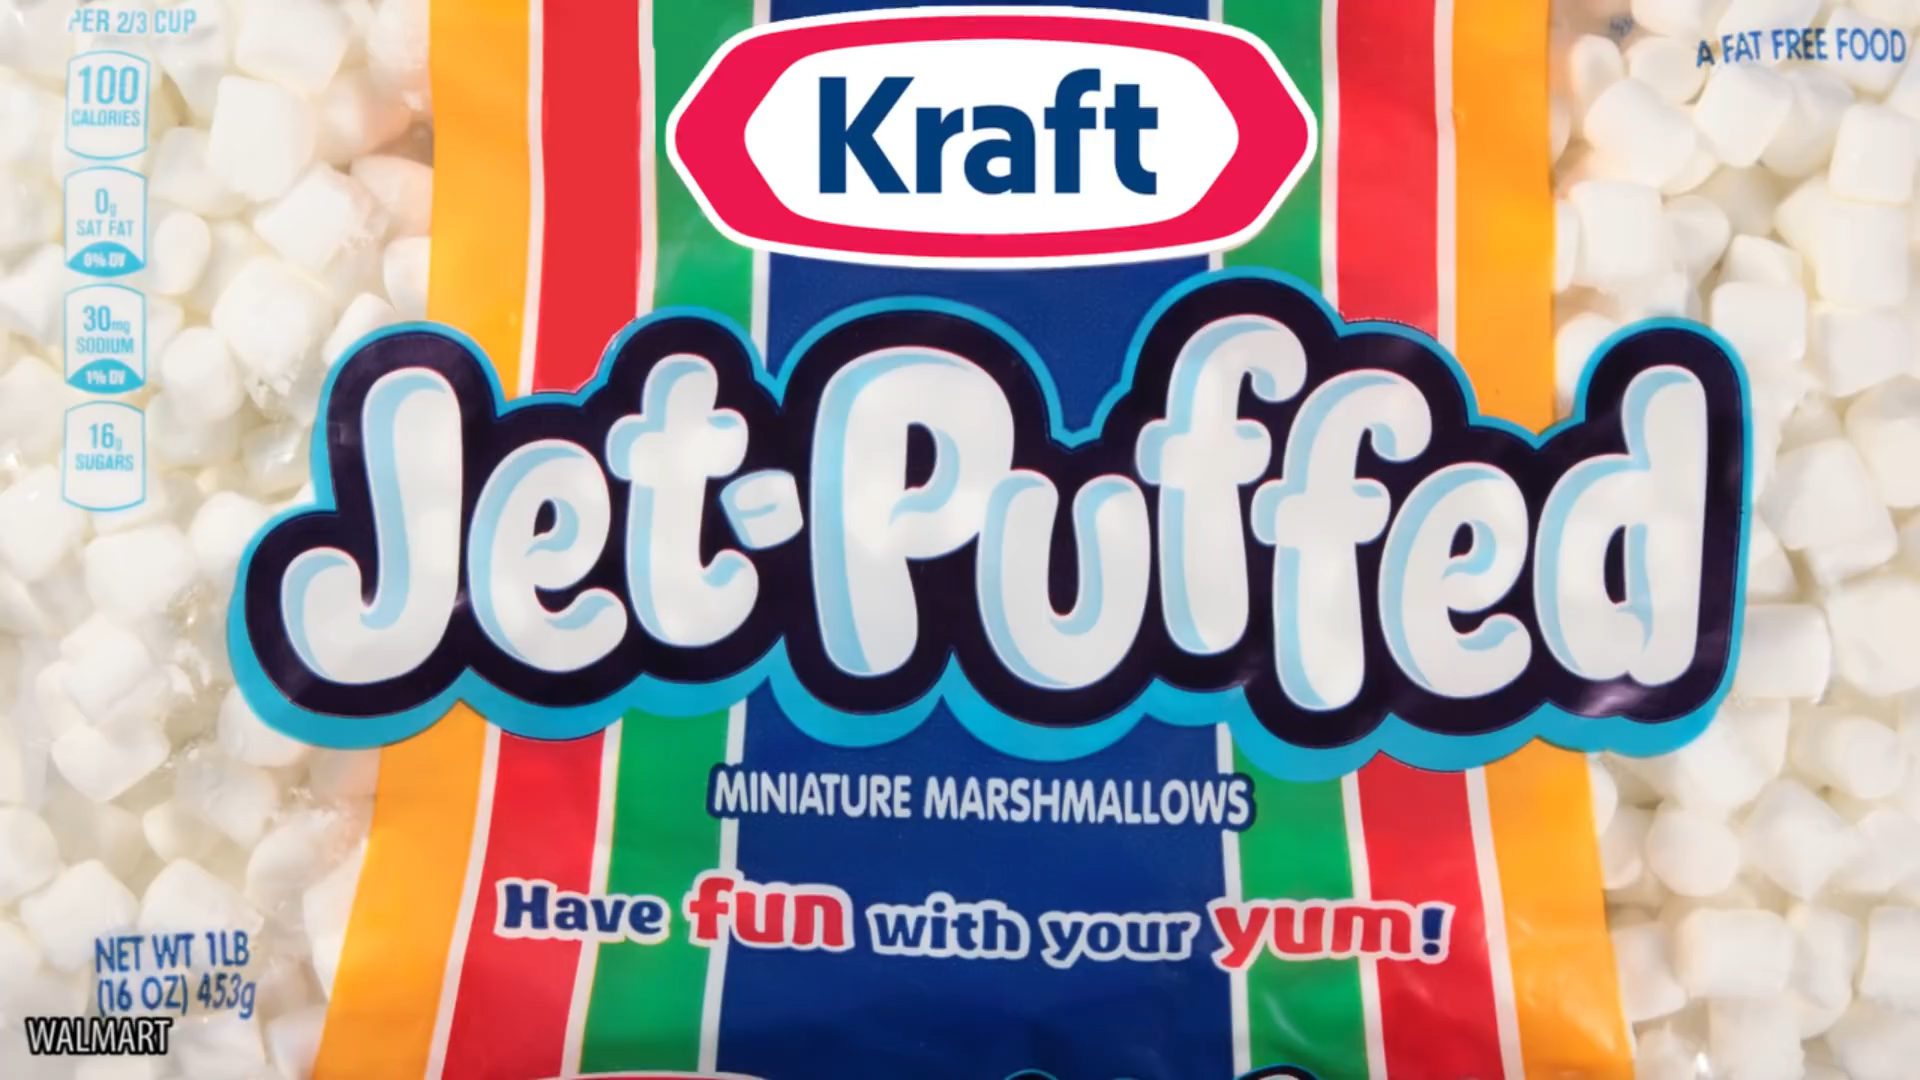 PER 2/3 CUP
100
CALORIES
0g
SAT FAT
0% DV
30mg
SODIUM
1% DV
16g
SUGARS
Kraft
A FAT FREE FOOD
Jet-Puffed
MINIATURE MARSHMALLOWS
Have fun with your yum!
NET WT 1LB
(16 OZ) 453g
WALMART